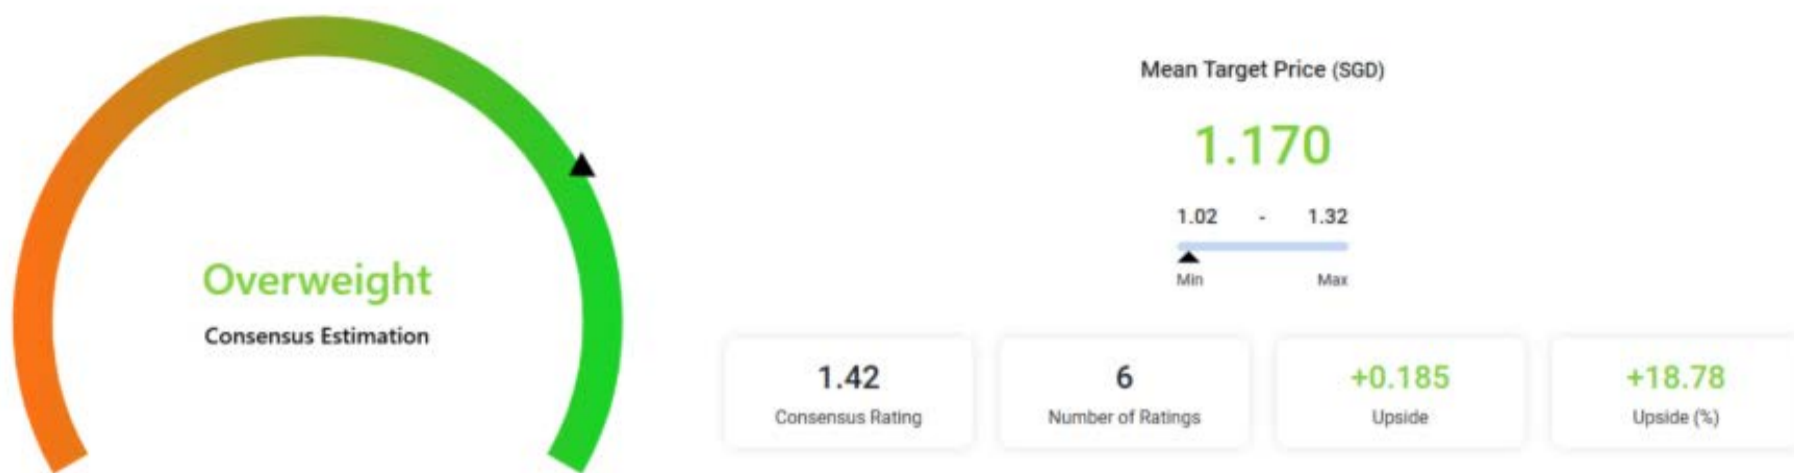 Overweight
Consensus Estimation
Mean Target Price (SGD)
1.170
1.02 - 1.32
Min Max
1.42
Consensus Rating
6
Number of Ratings
+0.185
Upside
+18.78
Upside (%)